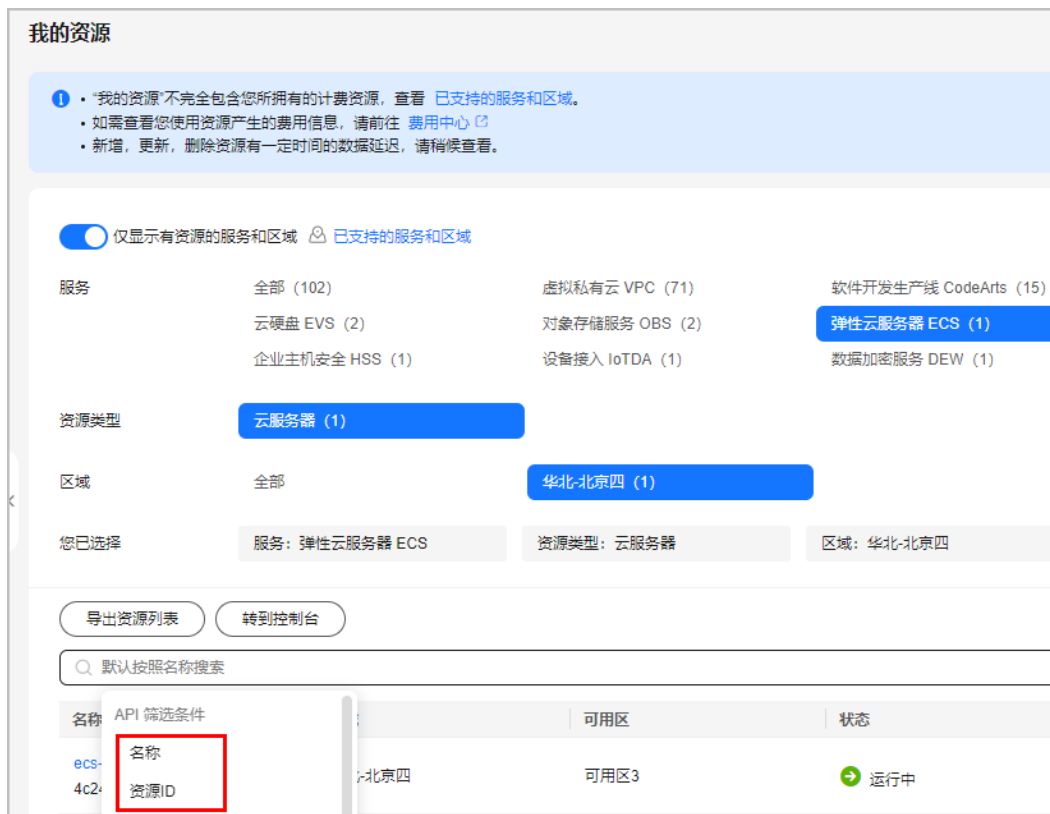 我的资源
• “我的资源”不完全包含您所拥有的计费资源，查看 已支持的服务和区域。
• 如需查看您使用资源产生的费用信息，请前往 费用中心
• 新增，更新，删除资源有一定时间的数据延迟，请稍候查看。
仅显示有资源的服务和区域 已支持的服务和区域
服务 全部（102） 虚拟私有云 VPC（71） 软件开发生产线 CodeArts（15）
云硬盘 EVS（2） 对象存储服务 OBS（2） 弹性云服务器 ECS（1）
企业主机安全 HSS（1） 设备接入 IoTDA（1） 数据加密服务 DEW（1）
资源类型 云服务器（1）
区域 全部 华北-北京四（1）
您已选择 服务：弹性云服务器 ECS 资源类型：云服务器 区域：华北-北京四
导出资源列表 转到控制台
默认按照名称搜索
名称 API 筛选条件 可用区 状态
名称
ecs- -北京四 可用区3 运行中
4c24 资源ID